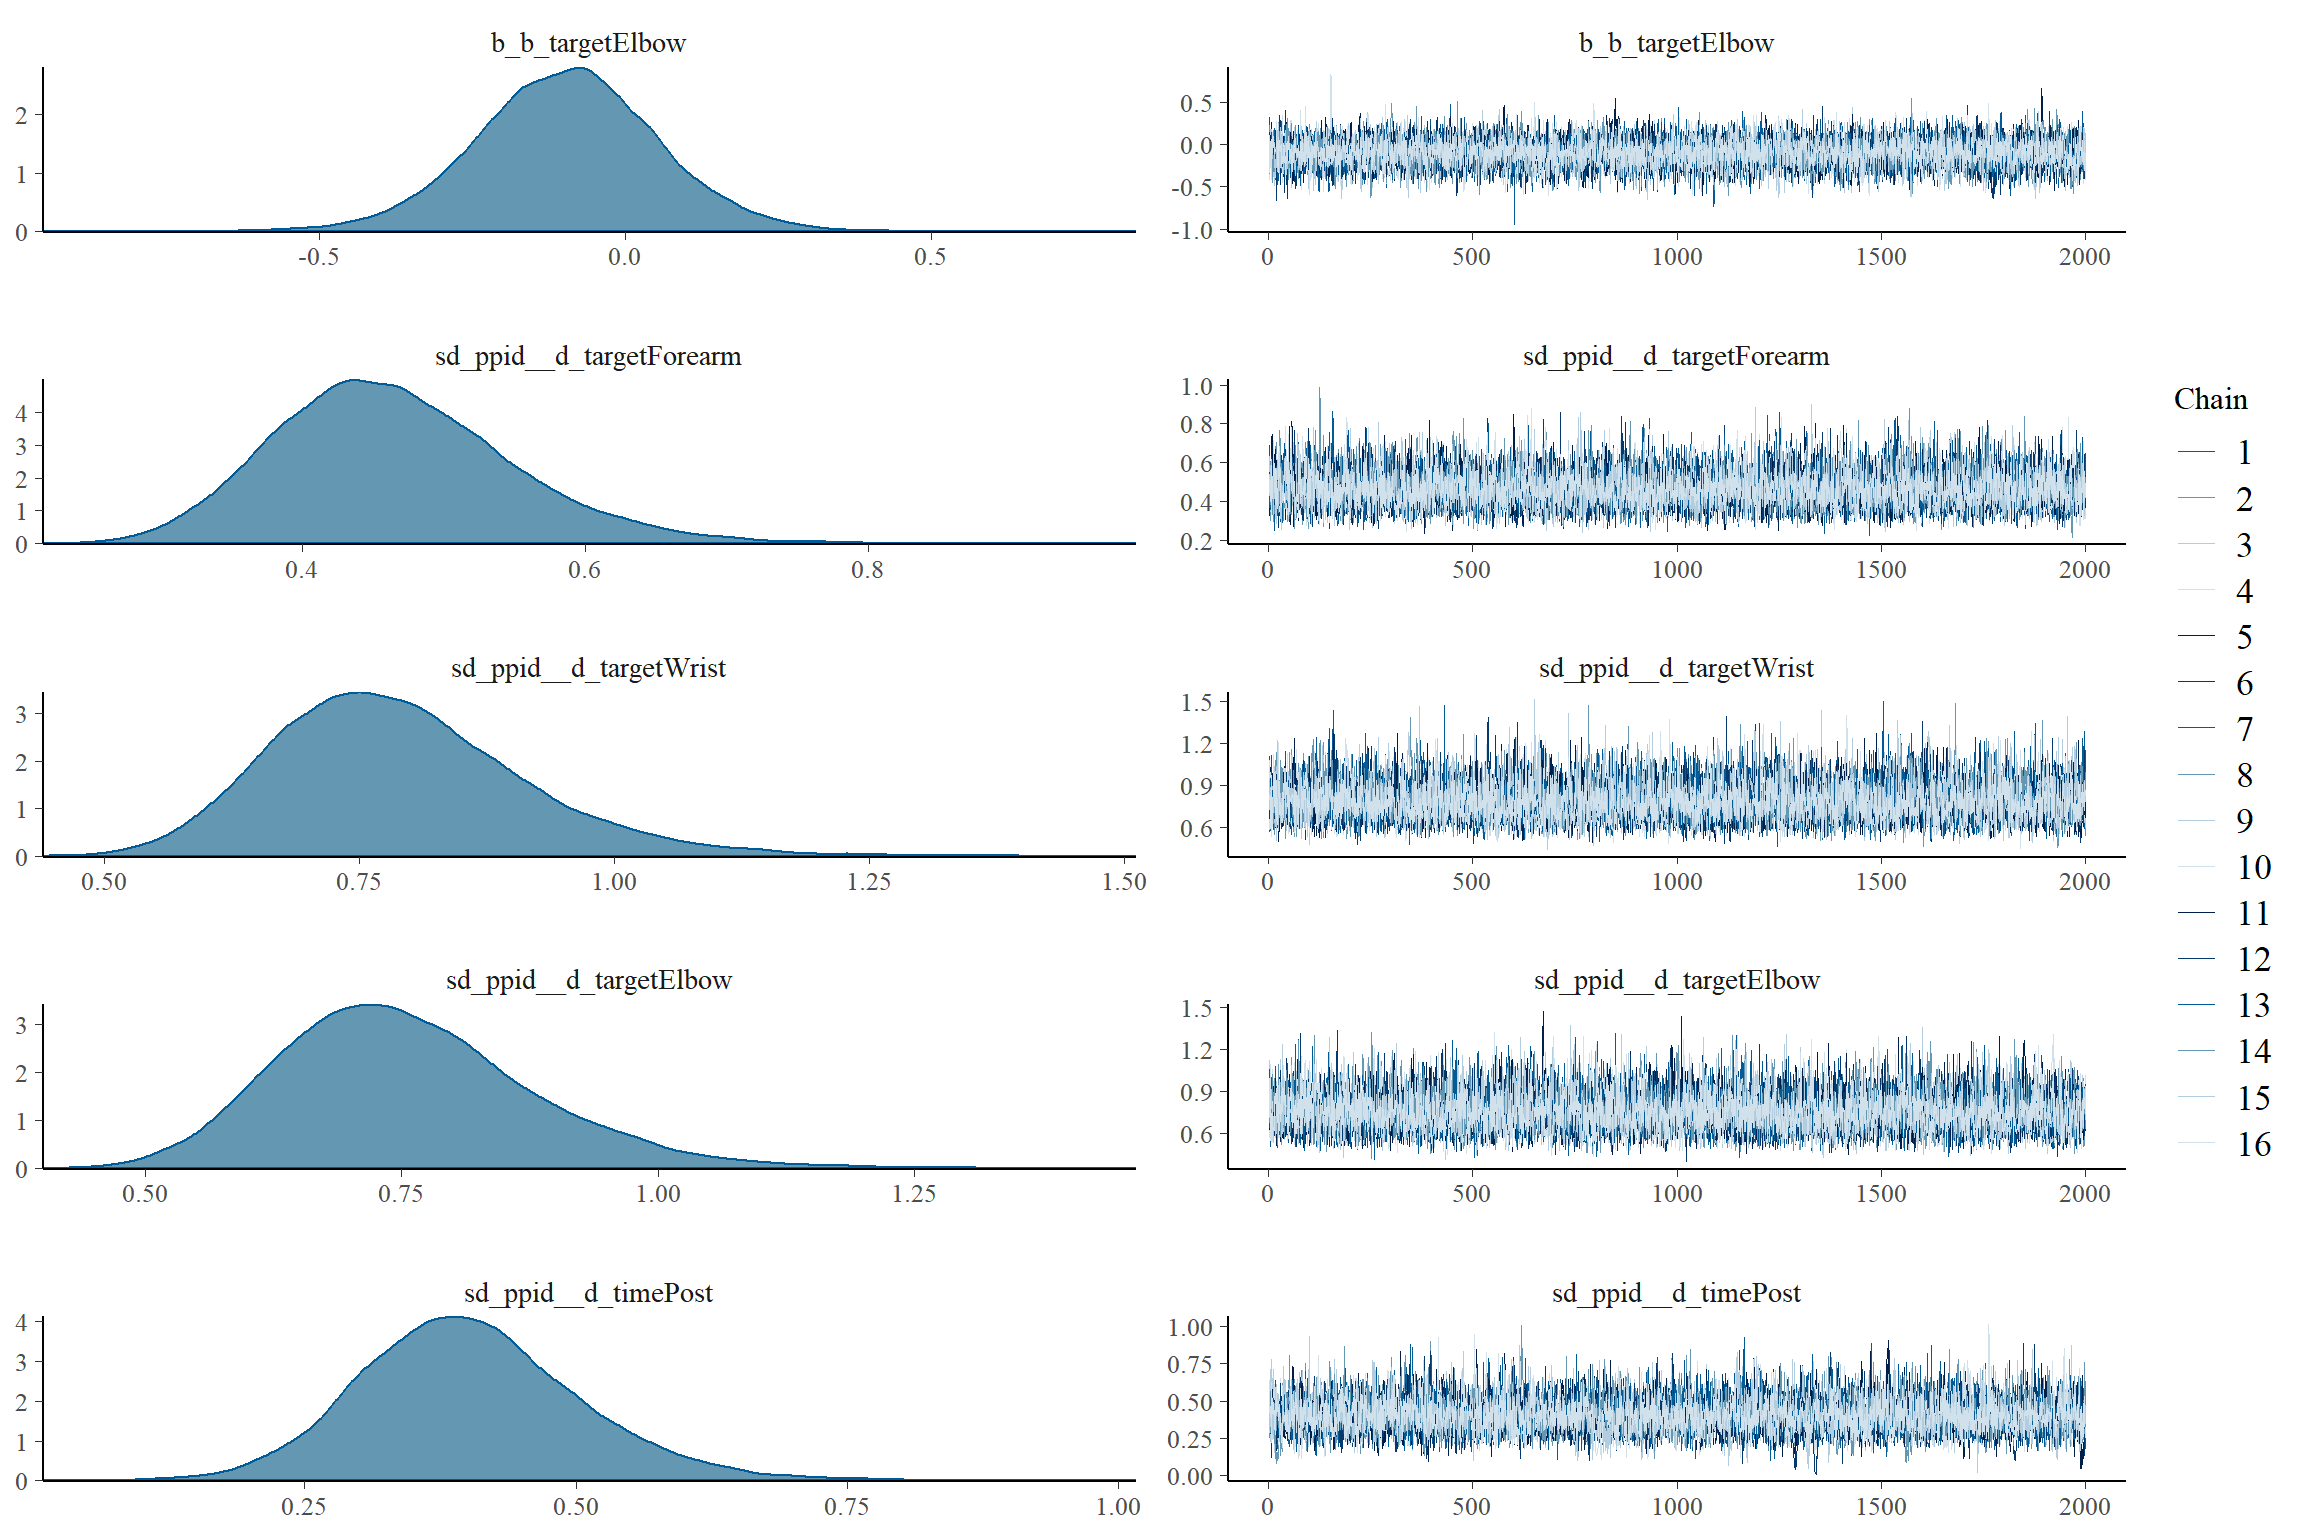 b_b_targetElbow
2
1
0
-0.5 0.0 0.5
b_b_targetElbow
0.5
0.0
-0.5
-1.0
0 500 1000 1500 2000
sd_ppid__d_targetForearm
4
3
2
1
0
0.4 0.6 0.8
sd_ppid__d_targetForearm
1.0
0.8
0.6
0.4
0.2
0 500 1000 1500 2000
sd_ppid__d_targetWrist
3
2
1
0
0.50 0.75 1.00 1.25 1.50
sd_ppid__d_targetWrist
1.5
1.2
0.9
0.6
0 500 1000 1500 2000
sd_ppid__d_targetElbow
3
2
1
0
0.50 0.75 1.00 1.25
sd_ppid__d_targetElbow
1.5
1.2
0.9
0.6
0 500 1000 1500 2000
sd_ppid__d_timePost
4
3
2
1
0
0.25 0.50 0.75 1.00
sd_ppid__d_timePost
1.00
0.75
0.50
0.25
0.00
0 500 1000 1500 2000
Chain
1
2
3
4
5
6
7
8
9
10
11
12
13
14
15
16